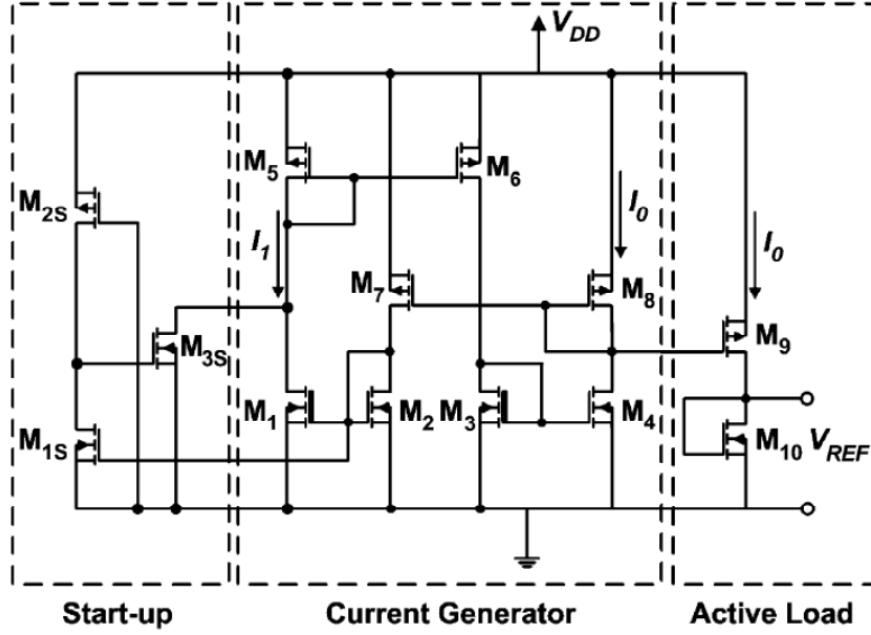 V_DD
M_5
M_6
M_2S
I_1
I_0
I_0
M_7
M_8
M_3S
M_9
M_1
M_2
M_3
M_4
M_1S
M_10
V_REF
Start-up
Current Generator
Active Load